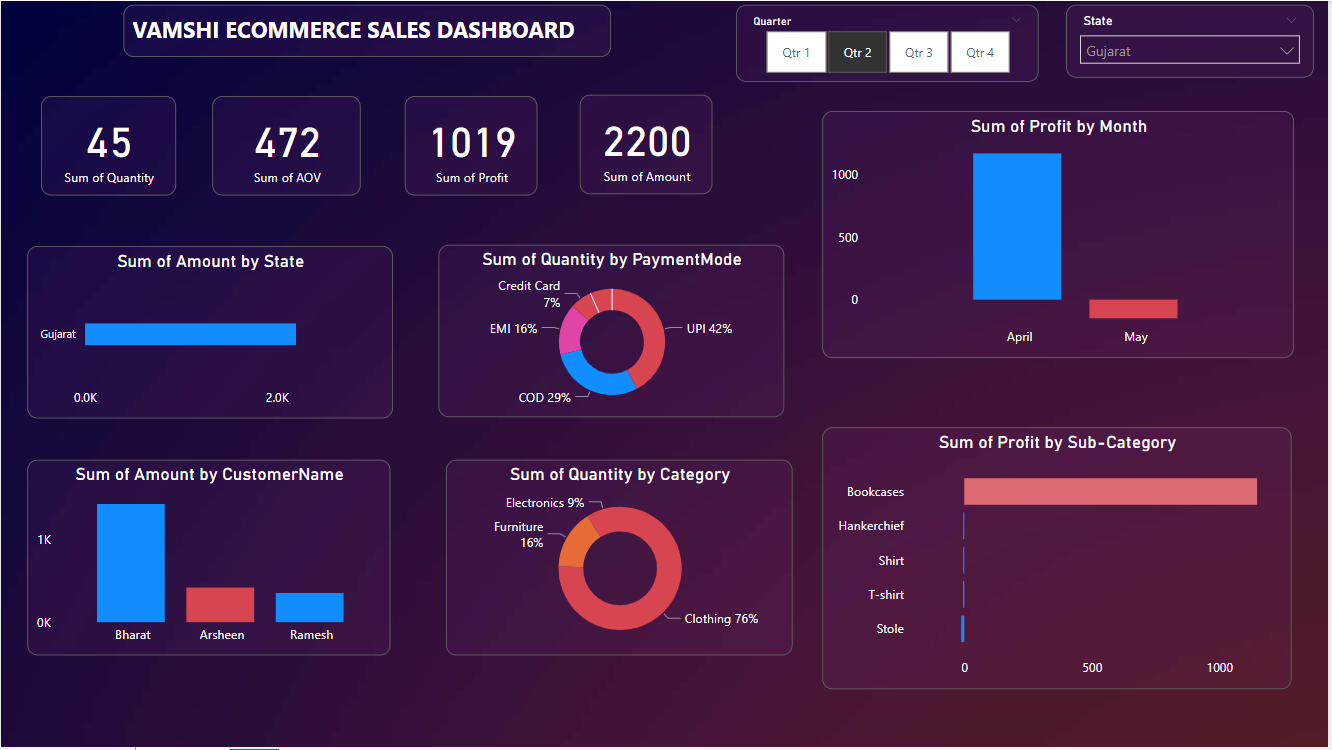 VAMSHI ECOMMERCE SALES DASHBOARD
Quarter
Qtr 1
Qtr 2
Qtr 3
Qtr 4
State
Gujarat
45
Sum of Quantity
472
Sum of AOV
1019
Sum of Profit
2200
Sum of Amount
Sum of Profit by Month
1000
500
0
April
May
Sum of Amount by State
Gujarat
0.0K
2.0K
Sum of Quantity by PaymentMode
Credit Card
7%
EMI 16%
UPI 42%
COD 29%
Sum of Profit by Sub-Category
Bookcases
Hankerchief
Shirt
T-shirt
Stole
0
500
1000
Sum of Amount by CustomerName
1K
0K
Bharat
Arsheen
Ramesh
Sum of Quantity by Category
Electronics 9%
Furniture
16%
Clothing 76%